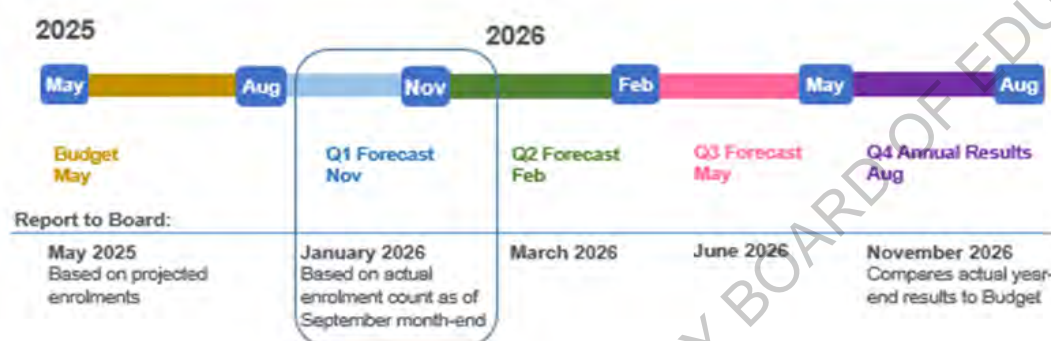 2025
2026
May
Aug
Nov
Feb
May
Aug
Budget
May
Q1 Forecast
Nov
Q2 Forecast
Feb
Q3 Forecast
May
Q4 Annual Results
Aug
Report to Board:
May 2025
Based on projected
enrolments
January 2026
Based on actual
enrolment count as of
September month-end
March 2026
June 2026
November 2026
Compares actual year-
end results to Budget
BOARD OF